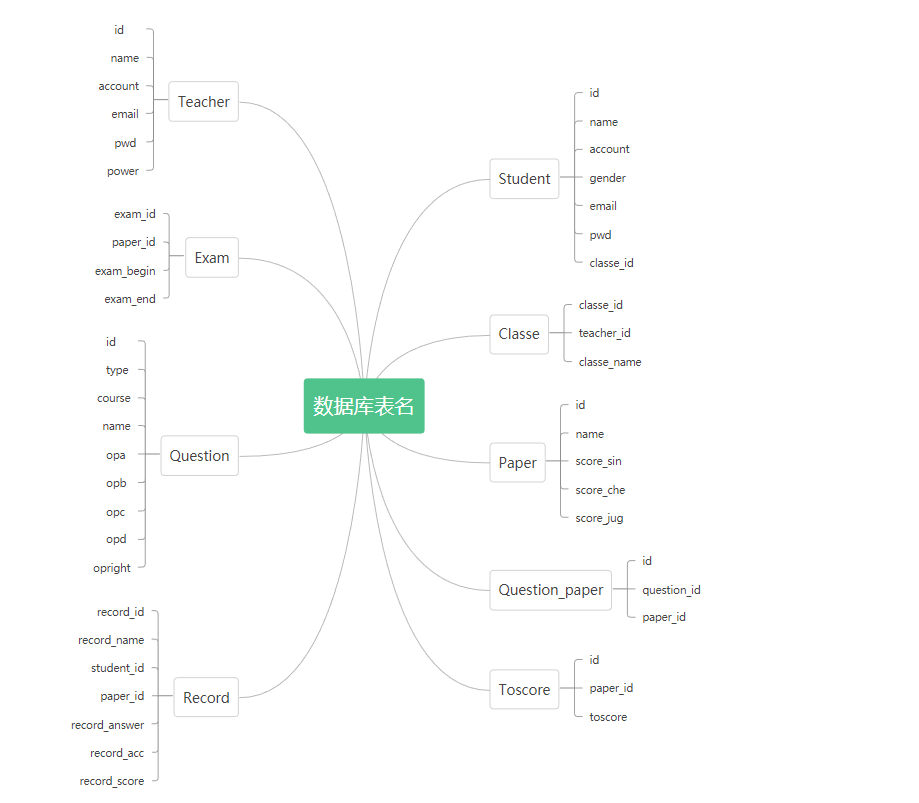 数据库表名
Teacher
id
name
account
email
pwd
power
Exam
exam_id
paper_id
exam_begin
exam_end
Question
id
type
course
name
opa
opb
opc
opd
opright
Record
record_id
record_name
student_id
paper_id
record_answer
record_acc
record_score
Student
id
name
account
gender
email
pwd
classe_id
Classe
classe_id
teacher_id
classe_name
Paper
id
name
score_sin
score_che
score_jug
Question_paper
id
question_id
paper_id
Toscore
id
paper_id
toscore